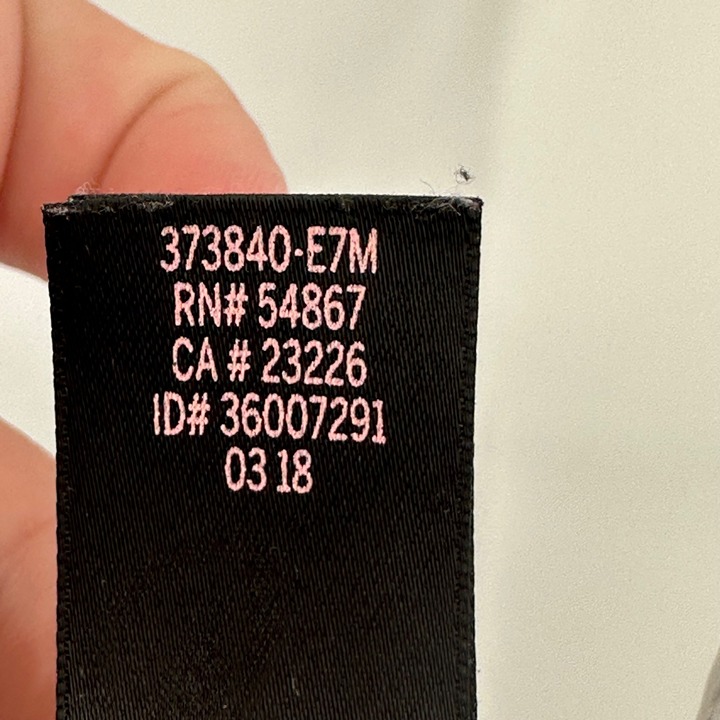 373840-E7M
RN# 54867
CA # 23226
ID# 36007291
03 18